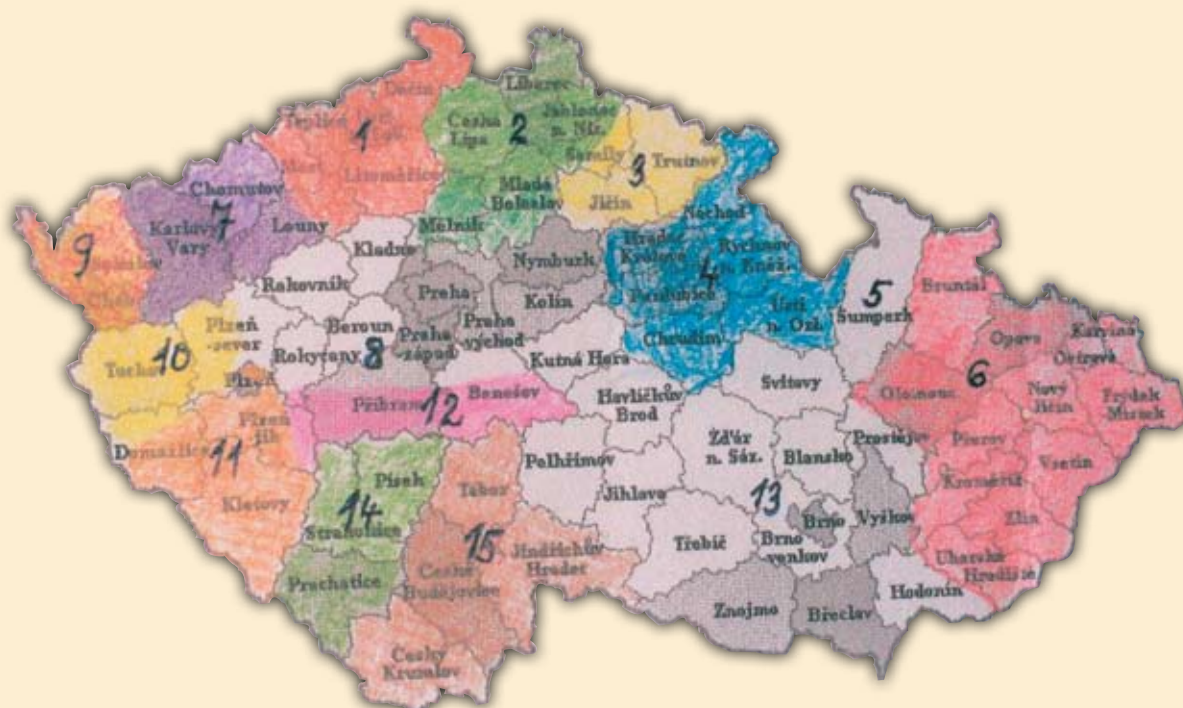 Děčín
Liberec
Teplice
1
Česká
Lípa
2
Jablonec
n. Nis.
Most
Litoměřice
Semily
3
Trutnov
Chomutov
7
Mladá
Boleslav
Jičín
Karlovy
Vary
Louny
Mělník
Náchod
9
Sokolov
Cheb
Kladno
Nymburk
Hradec
Králové
4
Rychnov
n. Kněž.
Rakovník
Praha
Kolín
Pardubice
Ústí
n. Orl.
5
Šumperk
Bruntál
Plzeň
sever
Beroun
Praha
východ
Chrudim
Opava
Karviná
Ostrava
Tachov
10
Rokycany
8
Praha
západ
Kutná Hora
6
Plzeň
Příbram
12
Benešov
Havlíčkův
Brod
Svitavy
Olomouc
Nový
Jičín
Frýdek
Místek
Domažlice
11
Plzeň
jih
Žďár
n. Sáz.
Blansko
Prostějov
Přerov
Vsetín
Klatovy
Písek
Tábor
Pelhřimov
Jihlava
13
Kroměříž
14
Strakonice
Brno
Vyškov
Zlín
15
Jindřichův
Hradec
Třebíč
Brno
venkov
Uherské
Hradiště
Prachatice
České
Budějovice
Znojmo
Břeclav
Hodonín
Český
Krumlov